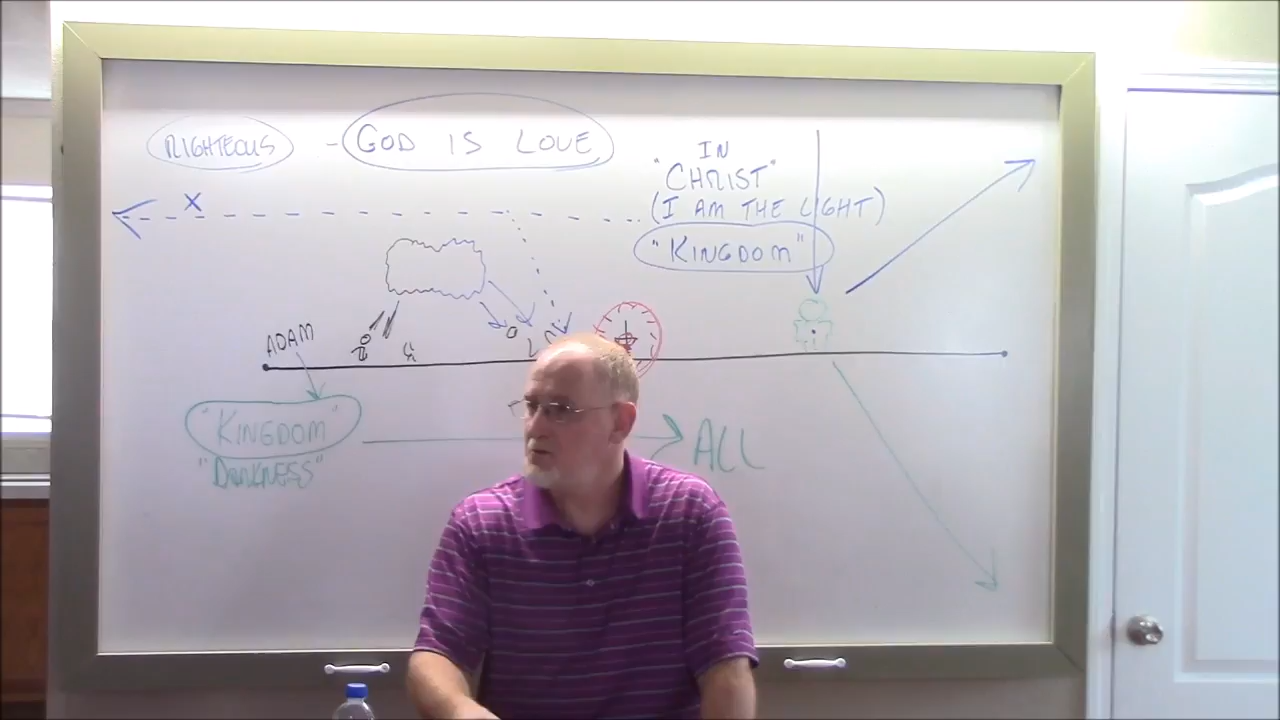 RIGHTEOUS - GOD IS LOVE
IN
"CHRIST"
(I AM THE LIGHT)
"KINGDOM"
X
ADAM
"KINGDOM"
"DARKNESS"
ALL